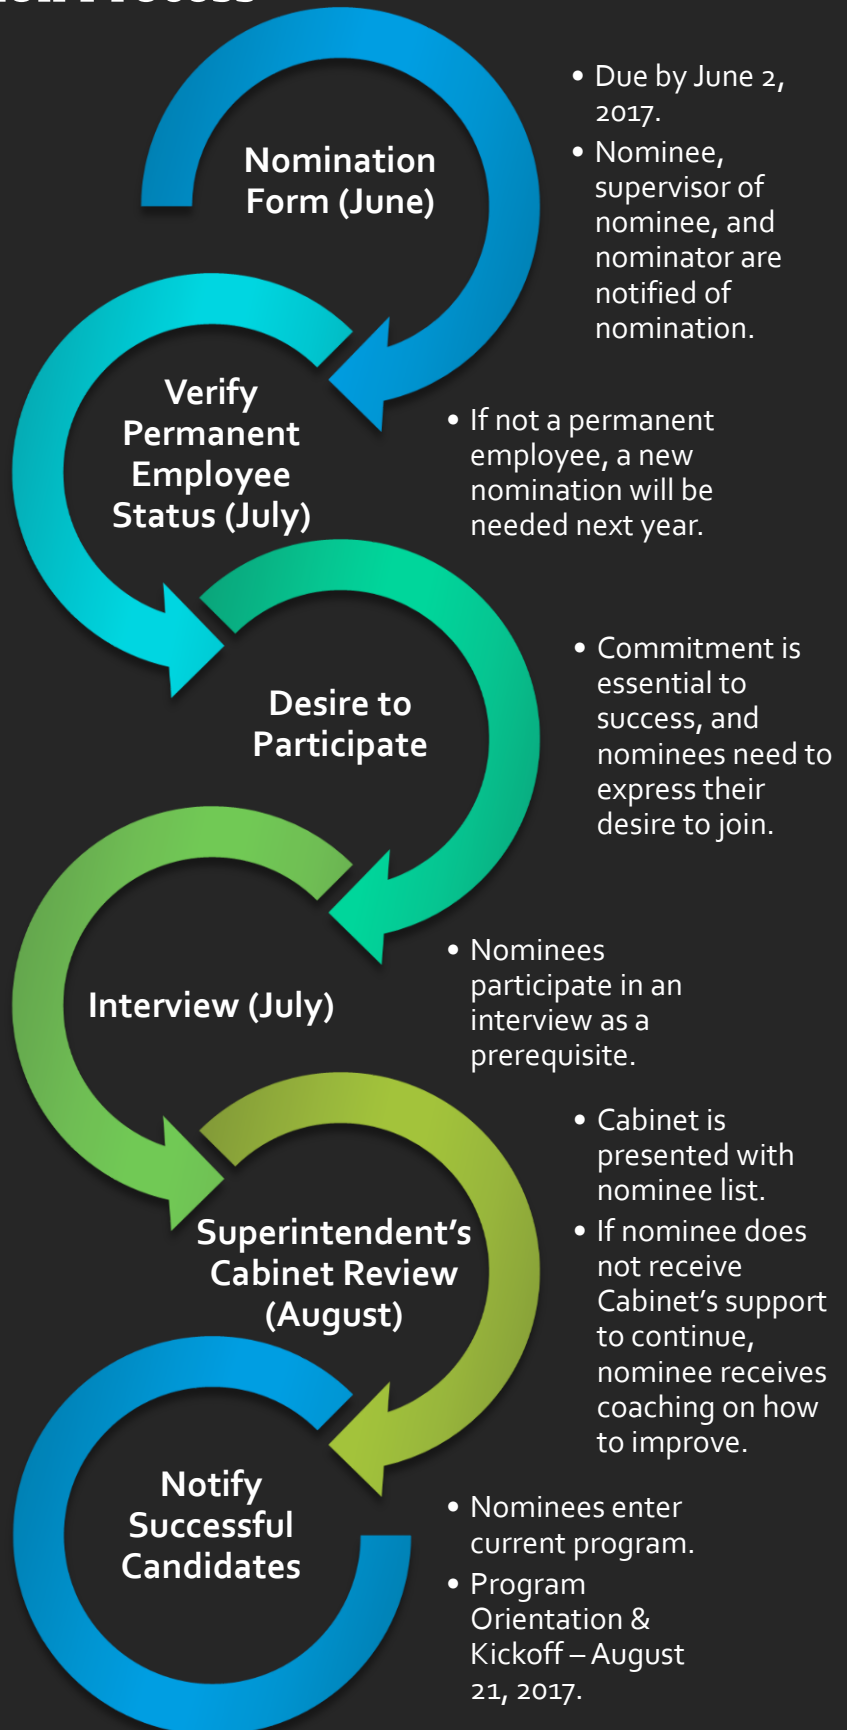 Process
Nomination
Form (June)
• Due by June 2,
2017.
• Nominee,
supervisor of
nominee, and
nominator are
notified of
nomination.
Verify
Permanent
Employee
Status (July)
• If not a permanent
employee, a new
nomination will be
needed next year.
Desire to
Participate
• Commitment is
essential to
success, and
nominees need to
express their
desire to join.
Interview (July)
• Nominees
participate in an
interview as a
prerequisite.
Superintendent’s
Cabinet Review
(August)
• Cabinet is
presented with
nominee list.
• If nominee does
not receive
Cabinet’s support
to continue,
nominee receives
coaching on how
to improve.
Notify
Successful
Candidates
• Nominees enter
current program.
• Program
Orientation &
Kickoff – August
21, 2017.